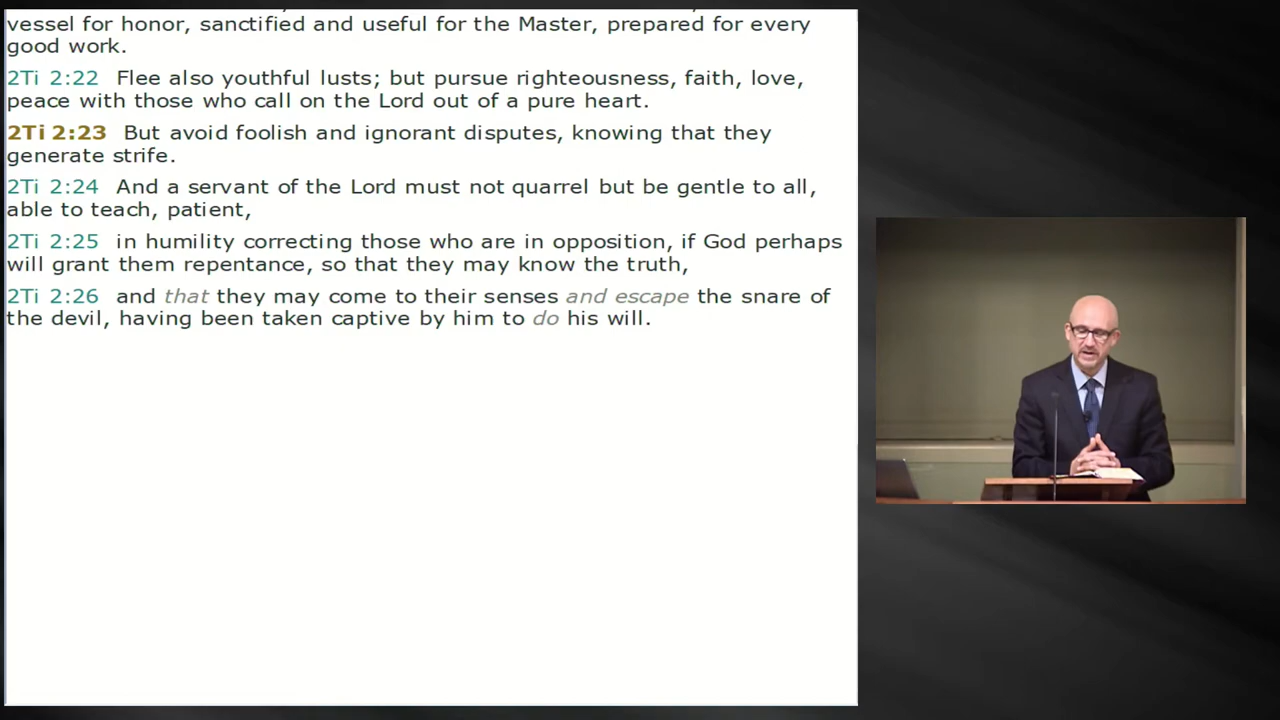 vessel for honor, sanctified and useful for the Master, prepared for every
good work.
2Ti 2:22 Flee also youthful lusts; but pursue righteousness, faith, love,
peace with those who call on the Lord out of a pure heart.
2Ti 2:23 But avoid foolish and ignorant disputes, knowing that they
generate strife.
2Ti 2:24 And a servant of the Lord must not quarrel but be gentle to all,
able to teach, patient,
2Ti 2:25 in humility correcting those who are in opposition, if God perhaps
will grant them repentance, so that they may know the truth,
2Ti 2:26 and that they may come to their senses and escape the snare of
the devil, having been taken captive by him to do his will.